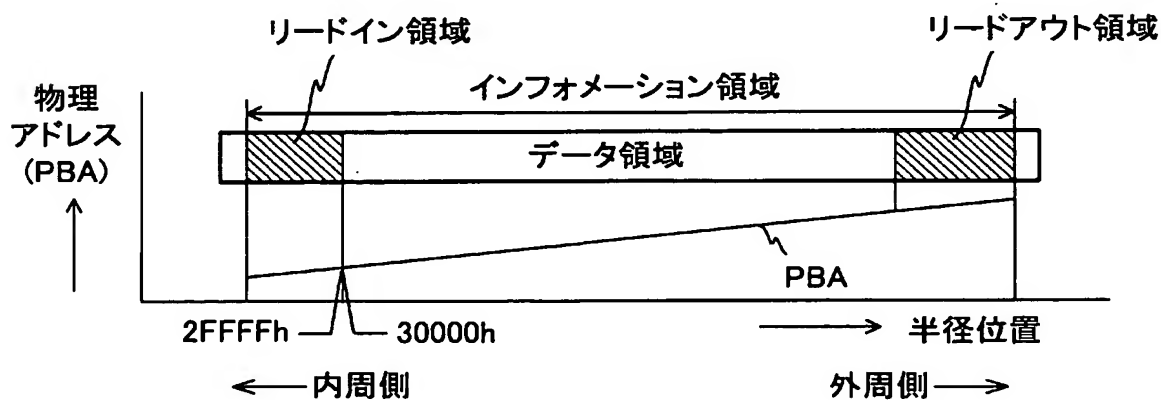 リードイン領域
リードアウト領域
インフォメーション領域
物理
アドレス
(PBA)
データ領域
PBA
2FFFFh
30000h
半径位置
内周側
外周側